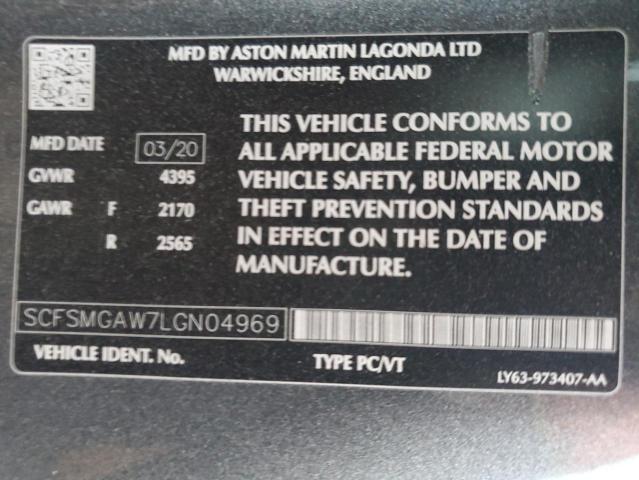 MFD BY ASTON MARTIN LAGONDA LTD
WARWICKSHIRE, ENGLAND
MFD DATE 03/20
GVWR 4395
GAWR F 2170
R 2565
THIS VEHICLE CONFORMS TO
ALL APPLICABLE FEDERAL MOTOR
VEHICLE SAFETY, BUMPER AND
THEFT PREVENTION STANDARDS
IN EFFECT ON THE DATE OF
MANUFACTURE.
SCFSMGAW7LGN04969
VEHICLE IDENT. No.
TYPE PC/VT
LY63-973407-AA